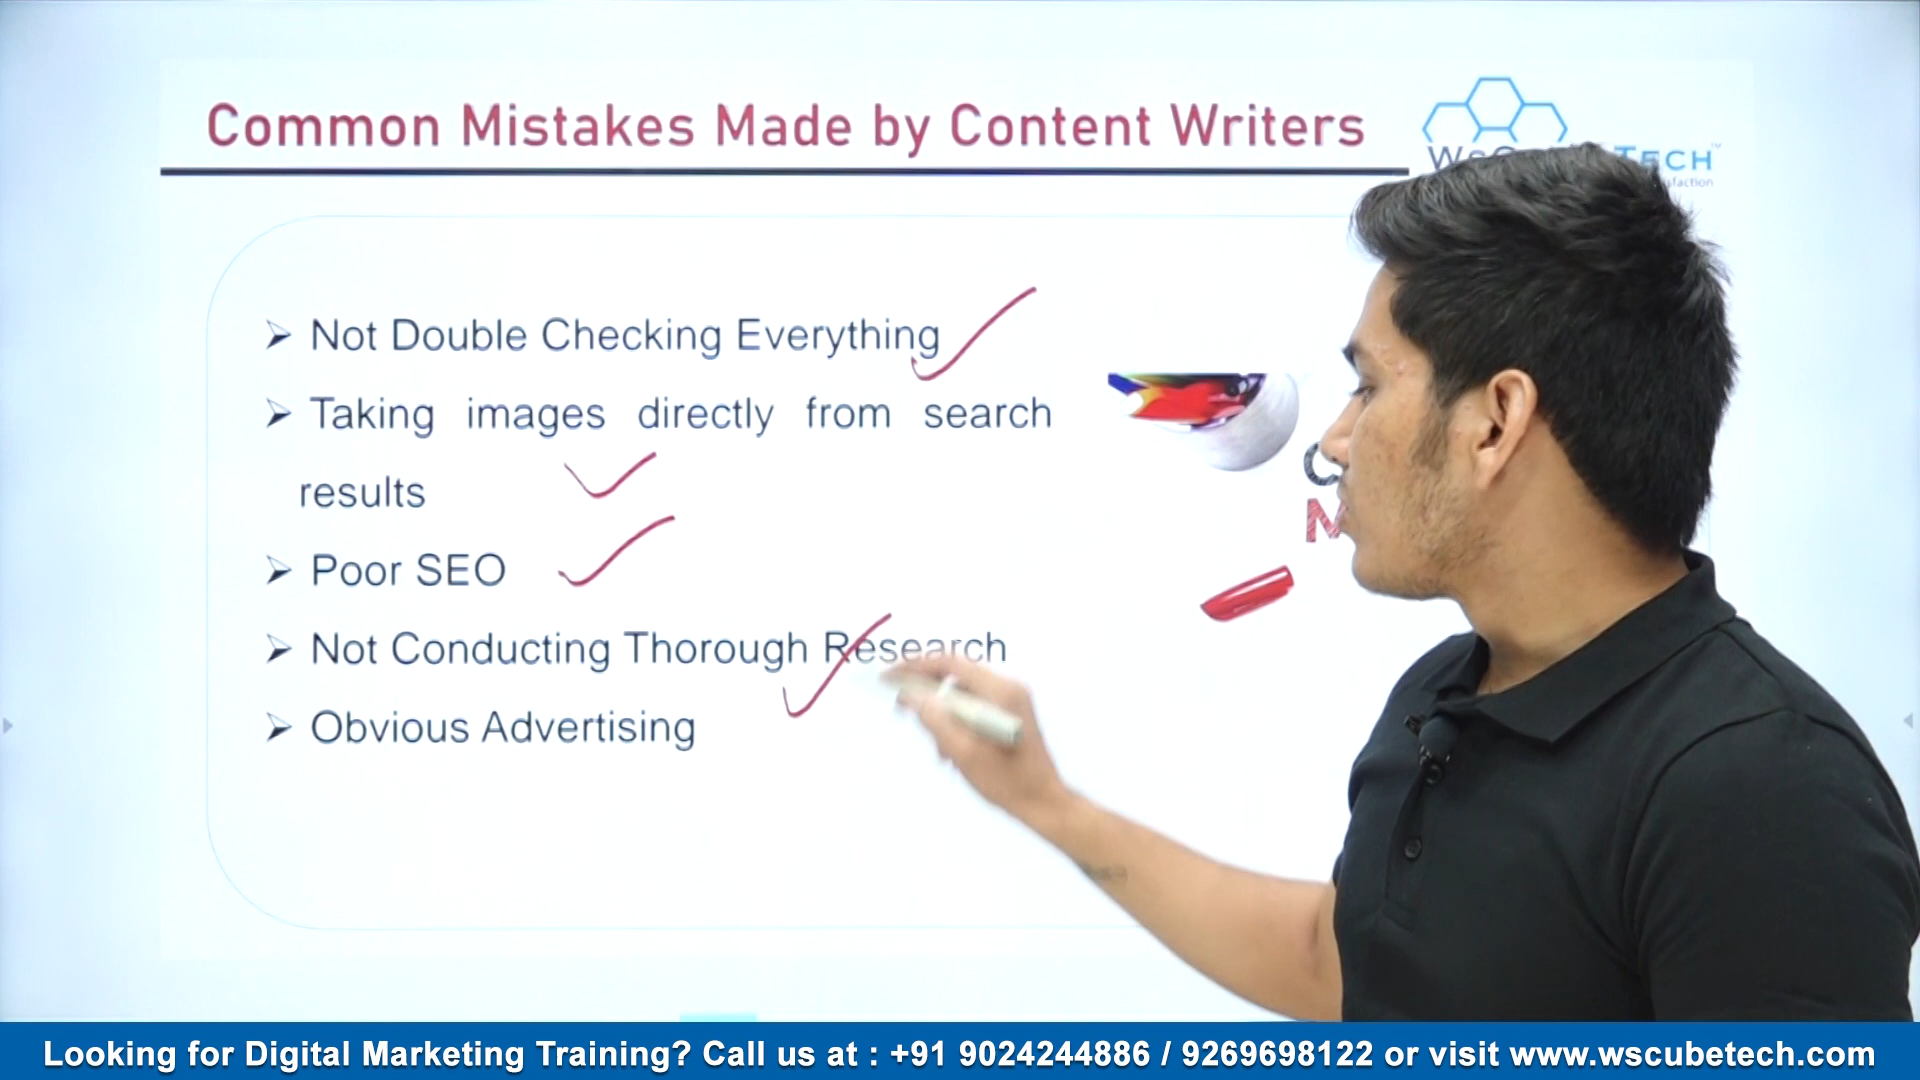 Common Mistakes Made by Content Writers
TECH™
Not Double Checking Everything
Taking images directly from search
results
Poor SEO
Not Conducting Thorough Research
Obvious Advertising
Looking for Digital Marketing Training? Call us at : +91 9024244886 / 9269698122 or visit www.wscubetech.com